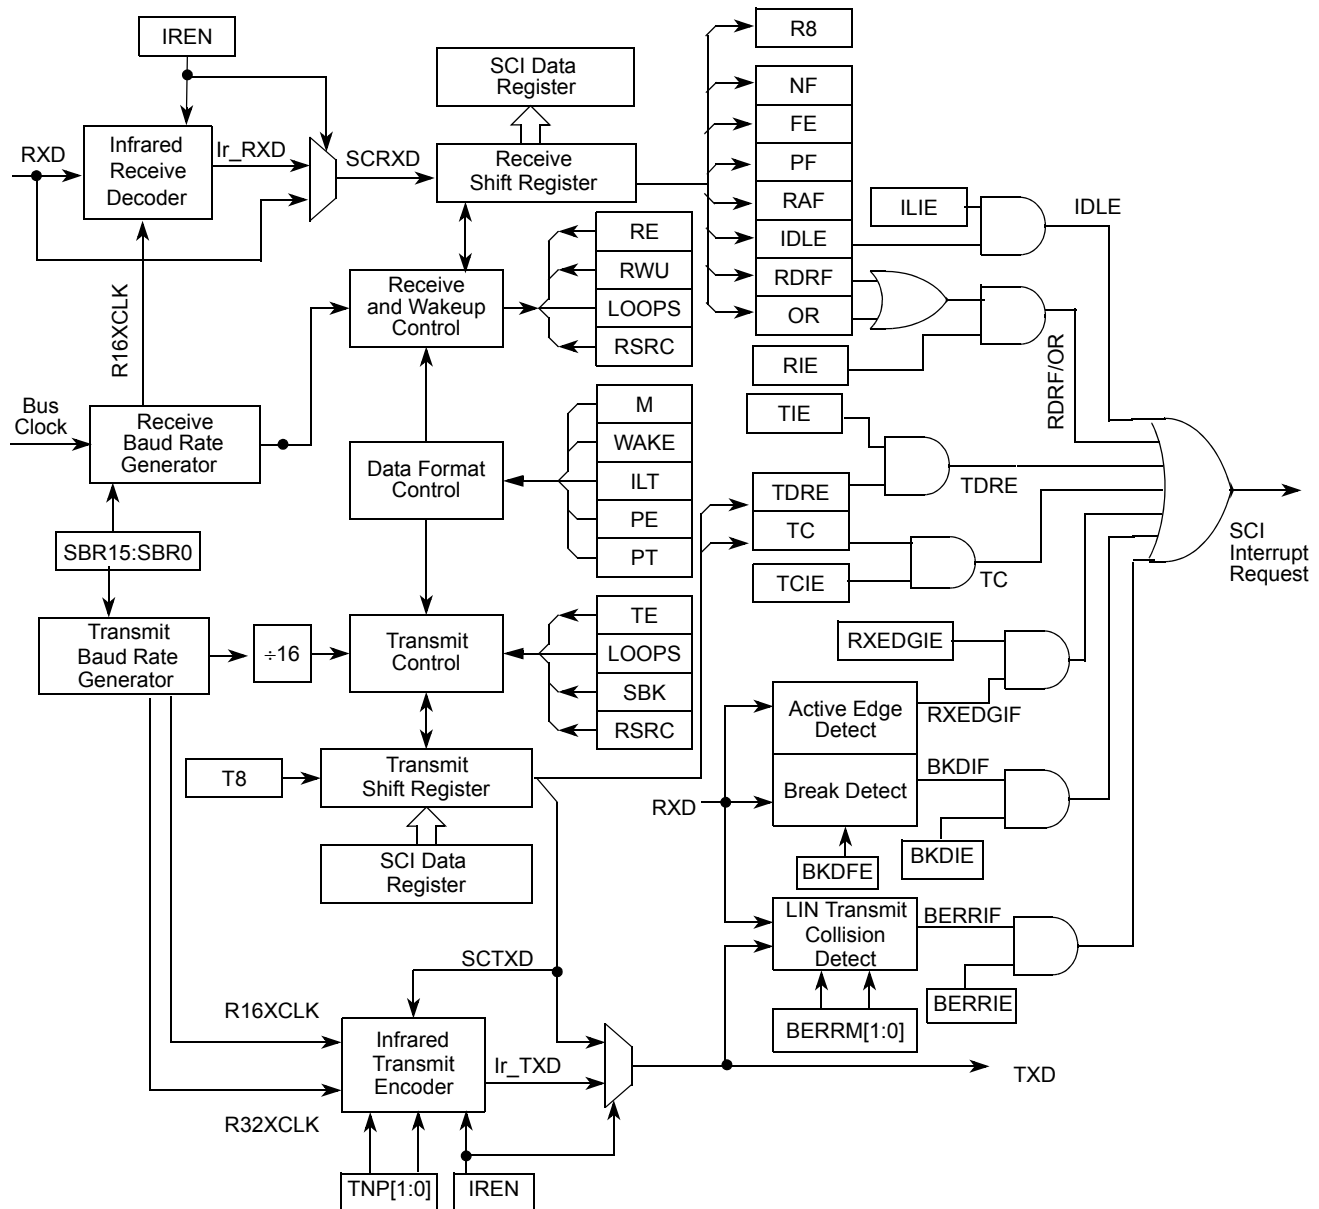 IREN
SCI Data
Register
R8
NF
FE
PF
RAF
IDLE
RDRF
OR
RXD
Infrared
Receive
Decoder
Ir_RXD
SCRXD
Receive
Shift Register
ILIE
IDLE
RE
RWU
LOOPS
RSRC
Receive
and Wakeup
Control
R16XCLK
RIE
RDRF/OR
Bus
Clock
Receive
Baud Rate
Generator
M
WAKE
ILT
PE
PT
Data Format
Control
TIE
TDRE
TC
TDRE
TCIE
TC
SCI
Interrupt
Request
SBR15:SBR0
Transmit
Baud Rate
Generator
÷16
Transmit
Control
TE
LOOPS
SBK
RSRC
RXEDGIE
Active Edge
Detect
RXEDGIF
T8
Transmit
Shift Register
RXD
Break Detect
BKDIF
BKDIE
BKDFE
SCI Data
Register
LIN Transmit
Collision
Detect
BERRIF
BERRIE
BERRM[1:0]
SCTXD
R16XCLK
Infrared
Transmit
Encoder
Ir_TXD
TXD
R32XCLK
TNP[1:0]
IREN